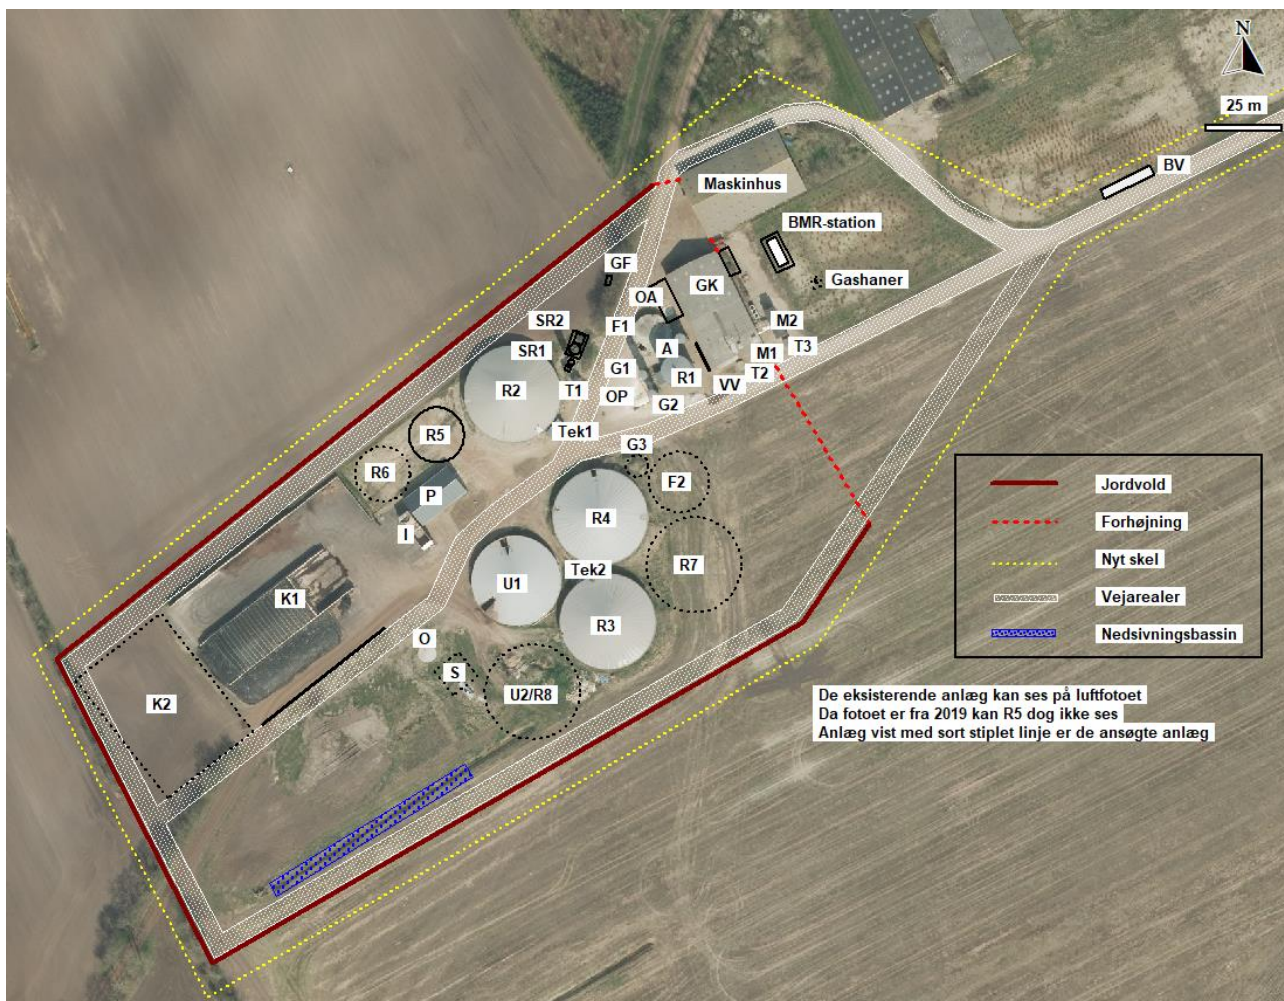 N
25 m
BV
Maskinhus
BMR-station
GF
GK
Gashaner
OA
SR2
F1
M2
A
SR1
M1
T3
G1
R1
T2
R2
T1
VV
OP
G2
R5
Tek1
G3
R6
F2
P
Jordvold
R4
Forhøjning
I
Nyt skel
Tek2
R7
U1
K1
Vejarealer
R3
Nedsivningsbassin
O
S
U2/R8
K2
De eksisterende anlæg kan ses på luftfotoet
Da fotoet er fra 2019 kan R5 dog ikke ses
Anlæg vist med sort stiplet linje er de ansøgte anlæg